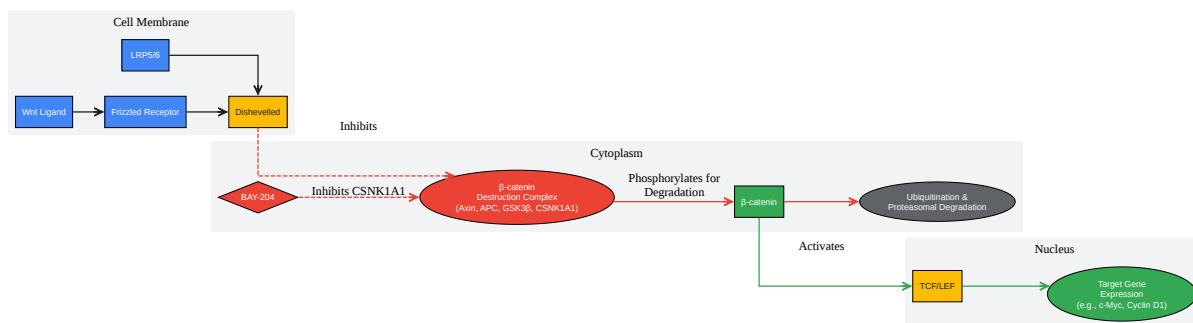 Cell Membrane
LRP5/6
Wnt Ligand
Frizzled Receptor
Dishevelled
Inhibits
Cytoplasm
BAY-204
Inhibits CSNK1A1
β-catenin
Destruction Complex
(Axin, APC, GSK3β, CSNK1A1)
Phosphorylates for
Degradation
β-catenin
Ubiquitination &
Proteasomal Degradation
Activates
Nucleus
TCF/LEF
Target Gene
Expression
(e.g., c-Myc, Cyclin D1)